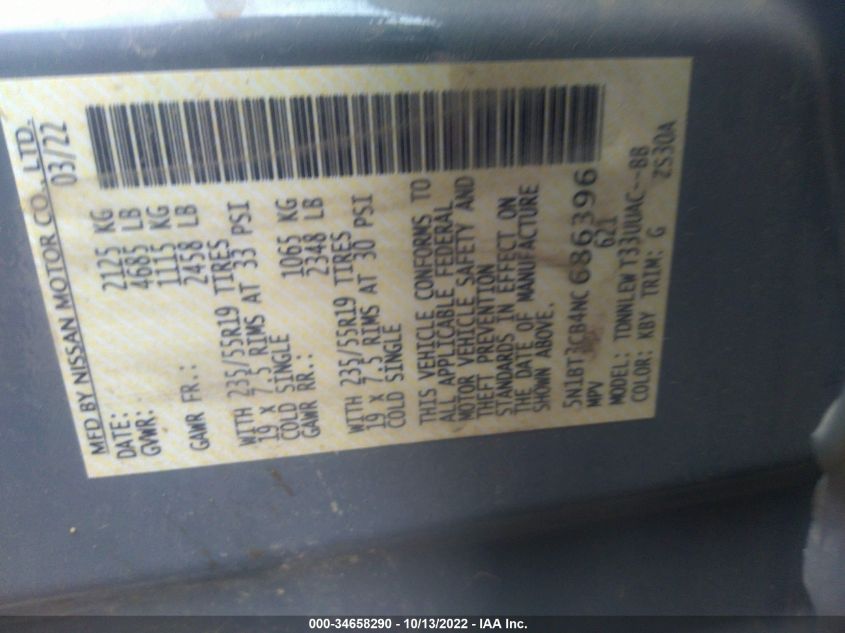 MFD BY NISSAN MOTOR CO., LTD.
DATE: 03/22
GVWR: 2125 KG
4685 LB
GAWR FR.: 1115 KG
2458 LB
WITH 235/55R19 TIRES
19 X 7.5 RIMS AT 33 PSI
COLD SINGLE
GAWR RR.: 1065 KG
2348 LB
WITH 235/55R19 TIRES
19 X 7.5 RIMS AT 30 PSI
COLD SINGLE
THIS VEHICLE CONFORMS TO
ALL APPLICABLE FEDERAL
MOTOR VEHICLE SAFETY AND
THEFT PREVENTION
STANDARDS IN EFFECT ON
THE DATE OF MANUFACTURE
SHOWN ABOVE.
5N1BT3CB4NC686396
MPV 621
MODEL: TDMNLEW T33UUAC--BB
COLOR: KBY TRIM: G ZS30A
000-34658290 - 10/13/2022 - IAA Inc.